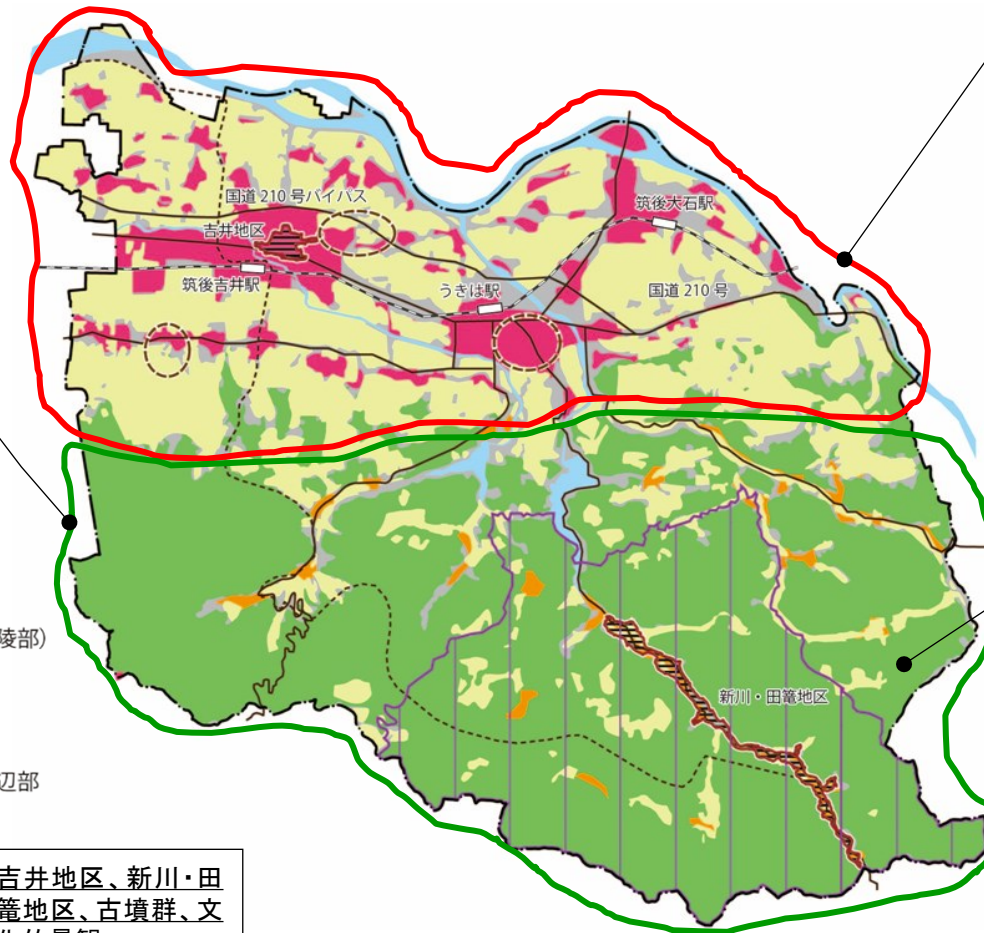 国道 210 号バイパス
筑後大石駅
吉井地区
筑後吉井駅
うきは駅
国道 210 号
陵部）
新川・田篭地区
辺部
吉井地区、新川・田
篭地区、古墳群、文